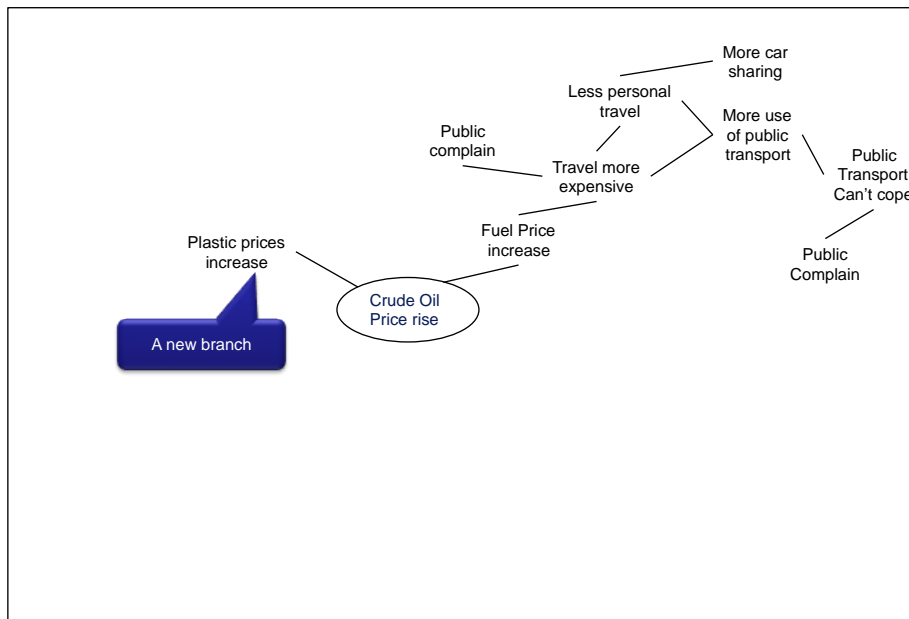 More car
sharing
Less personal
travel
More use
of public
transport
Public
complain
Public
Transport
Can't cope
Travel more
expensive
Fuel Price
increase
Plastic prices
increase
Public
Complain
Crude Oil
Price rise
A new branch